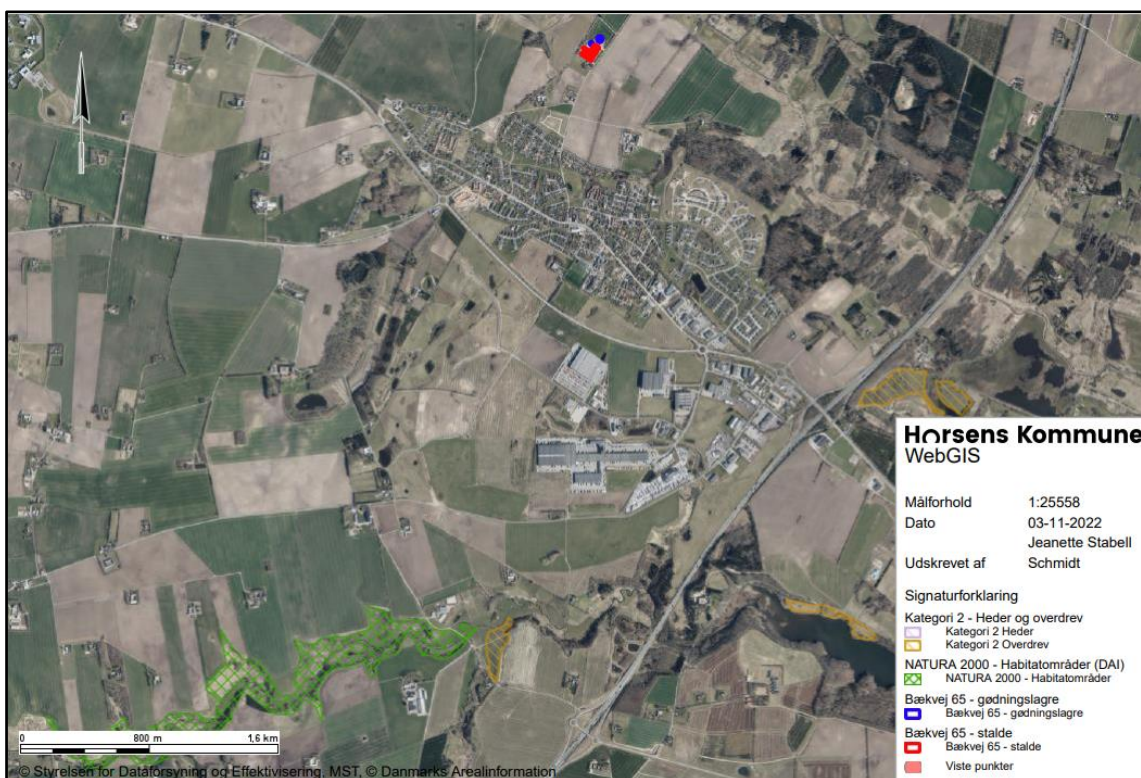 Horsens Kommune
WebGIS
Målforhold 1:25558
Dato 03-11-2022
Jeanette Stabell
Udskrevet af Schmidt
Signaturforklaring
Kategori 2 - Heder og overdrev
Kategori 2 Heder
Kategori 2 Overdrev
NATURA 2000 - Habitatområder (DAI)
NATURA 2000 - Habitatområder
Bækvej 65 - gødningslagre
Bækvej 65 - gødningslagre
Bækvej 65 - stalde
Bækvej 65 - stalde
Viste punkter
0 800 m 1,6 km
© Styrelsen for Dataforsyning og Effektivisering, MST, © Danmarks Arealinformation